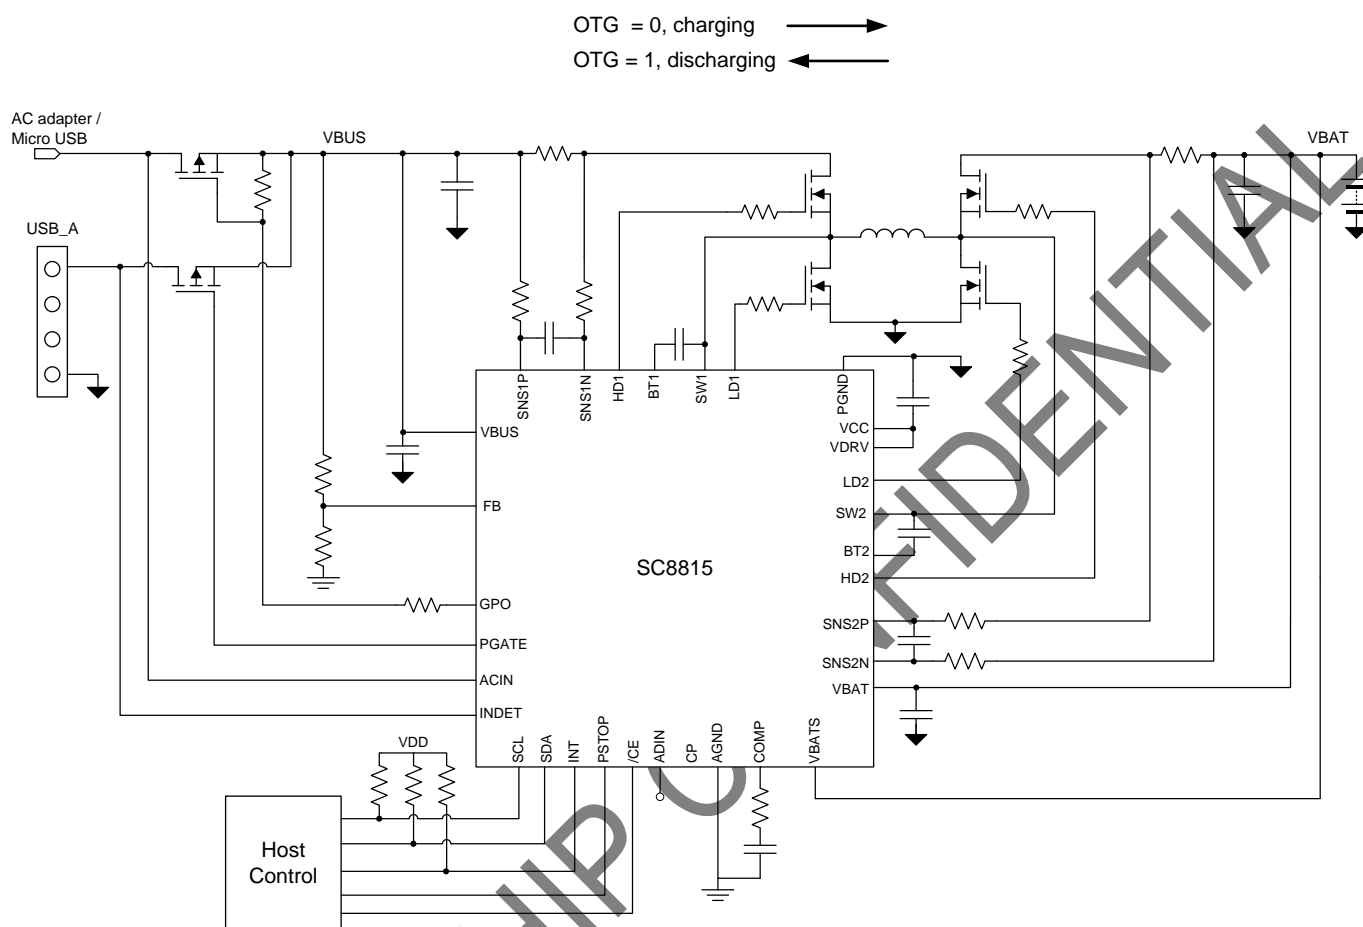 OTG = 0, charging
OTG = 1, discharging
AC adapter /
Micro USB
VBUS
VBAT
USB_A
SNS1P
SNS1N
HD1
BT1
SW1
LD1
PGND
VBUS
VCC
VDRV
LD2
FB
SW2
BT2
SC8815
HD2
GPO
SNS2P
PGATE
SNS2N
ACIN
VBAT
INDET
SCL
SDA
INT
PSTOP
/CE
ADIN
CP
AGND
COMP
VBATS
VDD
Host
Control